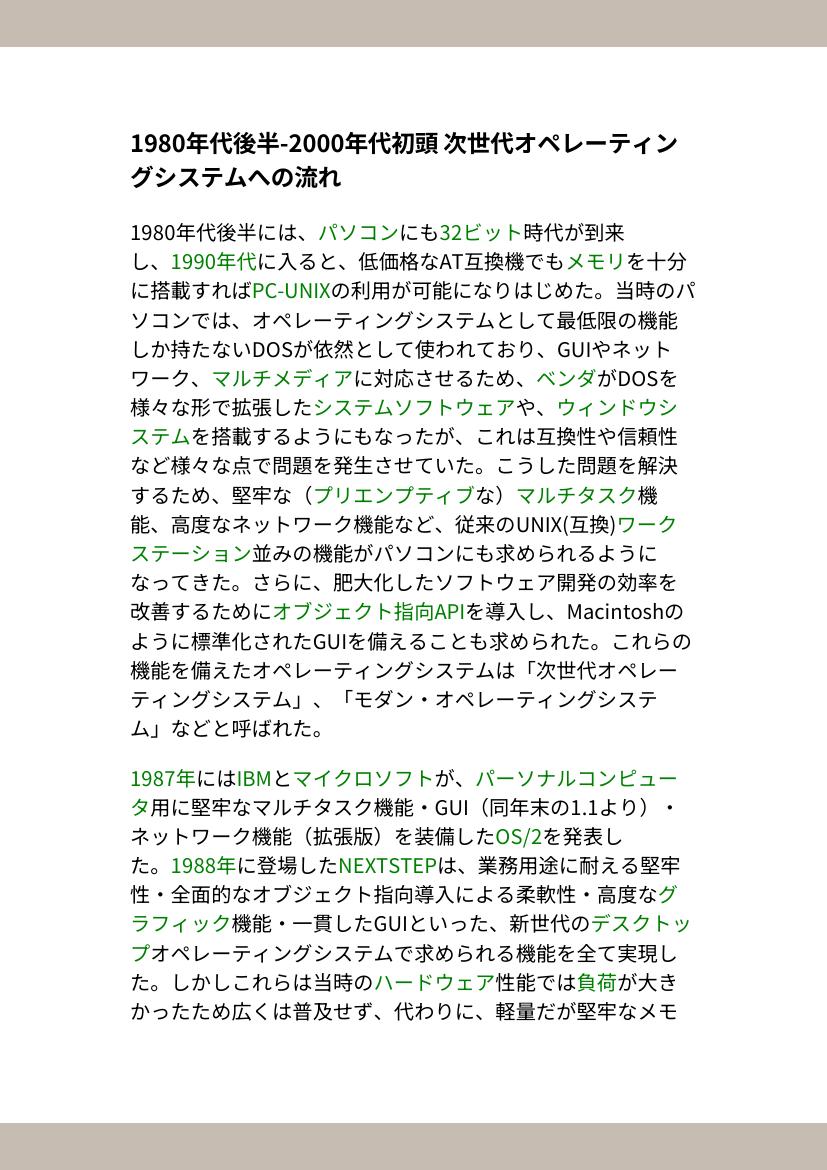 1980年代後半-2000年代初頭 次世代オペレーティン
グシステムへの流れ
1980年代後半には、パソコンにも32ビット時代が到来
し、1990年代に入ると、低価格なAT互換機でもメモリを十分
に搭載すればPC-UNIXの利用が可能になりはじめた。当時のパ
ソコンでは、オペレーティングシステムとして最低限の機能
しか持たないDOSが依然として使われており、GUIやネット
ワーク、マルチメディアに対応させるため、ベンダがDOSを
様々な形で拡張したシステムソフトウェアや、ウィンドウシ
ステムを搭載するようにもなったが、これは互換性や信頼性
など様々な点で問題を発生させていた。こうした問題を解決
するため、堅牢な（プリエンプティブな）マルチタスク機
能、高度なネットワーク機能など、従来のUNIX(互換)ワーク
ステーション並みの機能がパソコンにも求められるように
なってきた。さらに、肥大化したソフトウェア開発の効率を
改善するためにオブジェクト指向APIを導入し、Macintoshの
ように標準化されたGUIを備えることも求められた。これらの
機能を備えたオペレーティングシステムは「次世代オペレー
ティングシステム」、「モダン・オペレーティングシステ
ム」などと呼ばれた。
1987年にはIBMとマイクロソフトが、パーソナルコンピュー
タ用に堅牢なマルチタスク機能・GUI（同年末の1.1より）・
ネットワーク機能（拡張版）を装備したOS/2を発表し
た。1988年に登場したNEXTSTEPは、業務用途に耐える堅牢
性・全面的なオブジェクト指向導入による柔軟性・高度なグ
ラフィック機能・一貫したGUIといった、新世代のデスクトッ
プオペレーティングシステムで求められる機能を全て実現し
た。しかしこれらは当時のハードウェア性能では負荷が大き
かったため広くは普及せず、代わりに、軽量だが堅牢なメモ